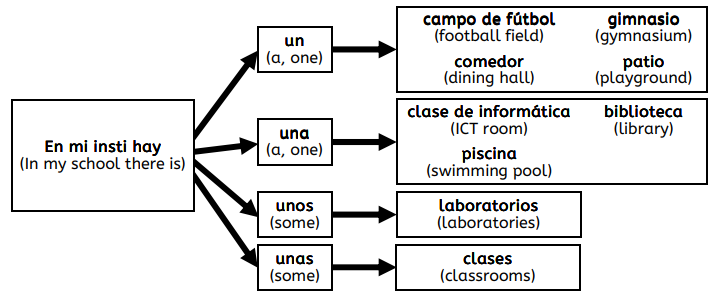 En mi insti hay
(In my school there is)
un
(a, one)
campo de fútbol gimnasio
(football field) (gymnasium)
comedor patio
(dining hall) (playground)
una
(a, one)
clase de informática biblioteca
(ICT room) (library)
piscina
(swimming pool)
unos
(some)
laboratorios
(laboratories)
unas
(some)
clases
(classrooms)